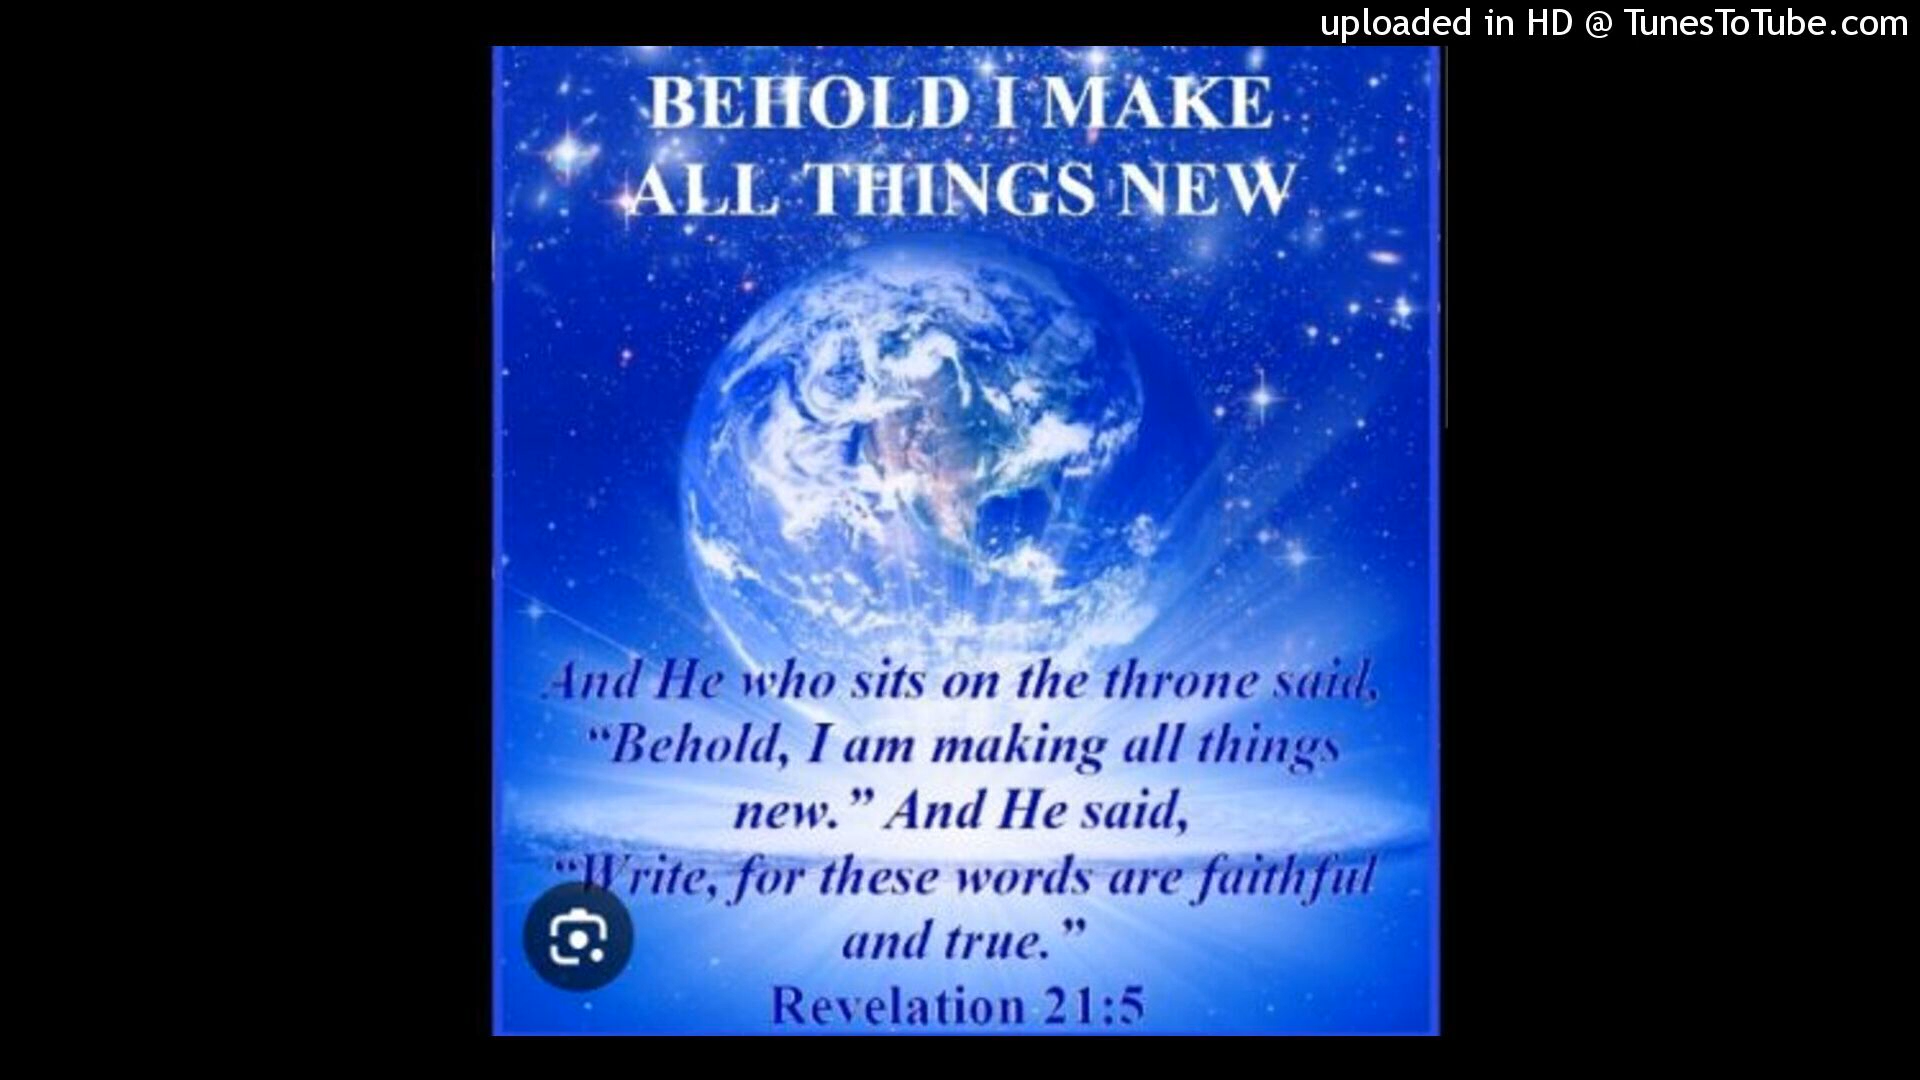 uploaded in HD @ TunesToTube.com
BEHOLD I MAKE
ALL THINGS NEW
And He who sits on the throne said,
“Behold, I am making all things
new.” And He said,
“Write, for these words are faithful
and true.”
Revelation 21:5